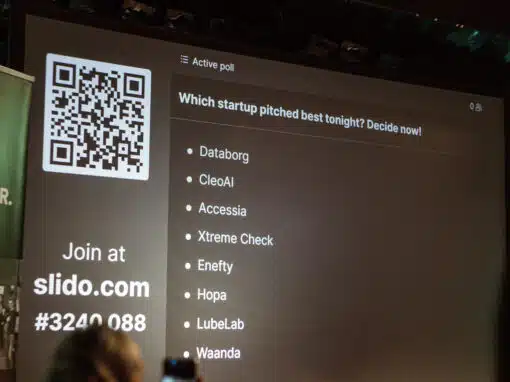 Active poll
0
Which startup pitched best tonight? Decide now!
Databorg
CleoAI
Accessia
Xtreme Check
Enefty
Hopa
LubeLab
Waanda
Join at
slido.com
#3240 088
R.